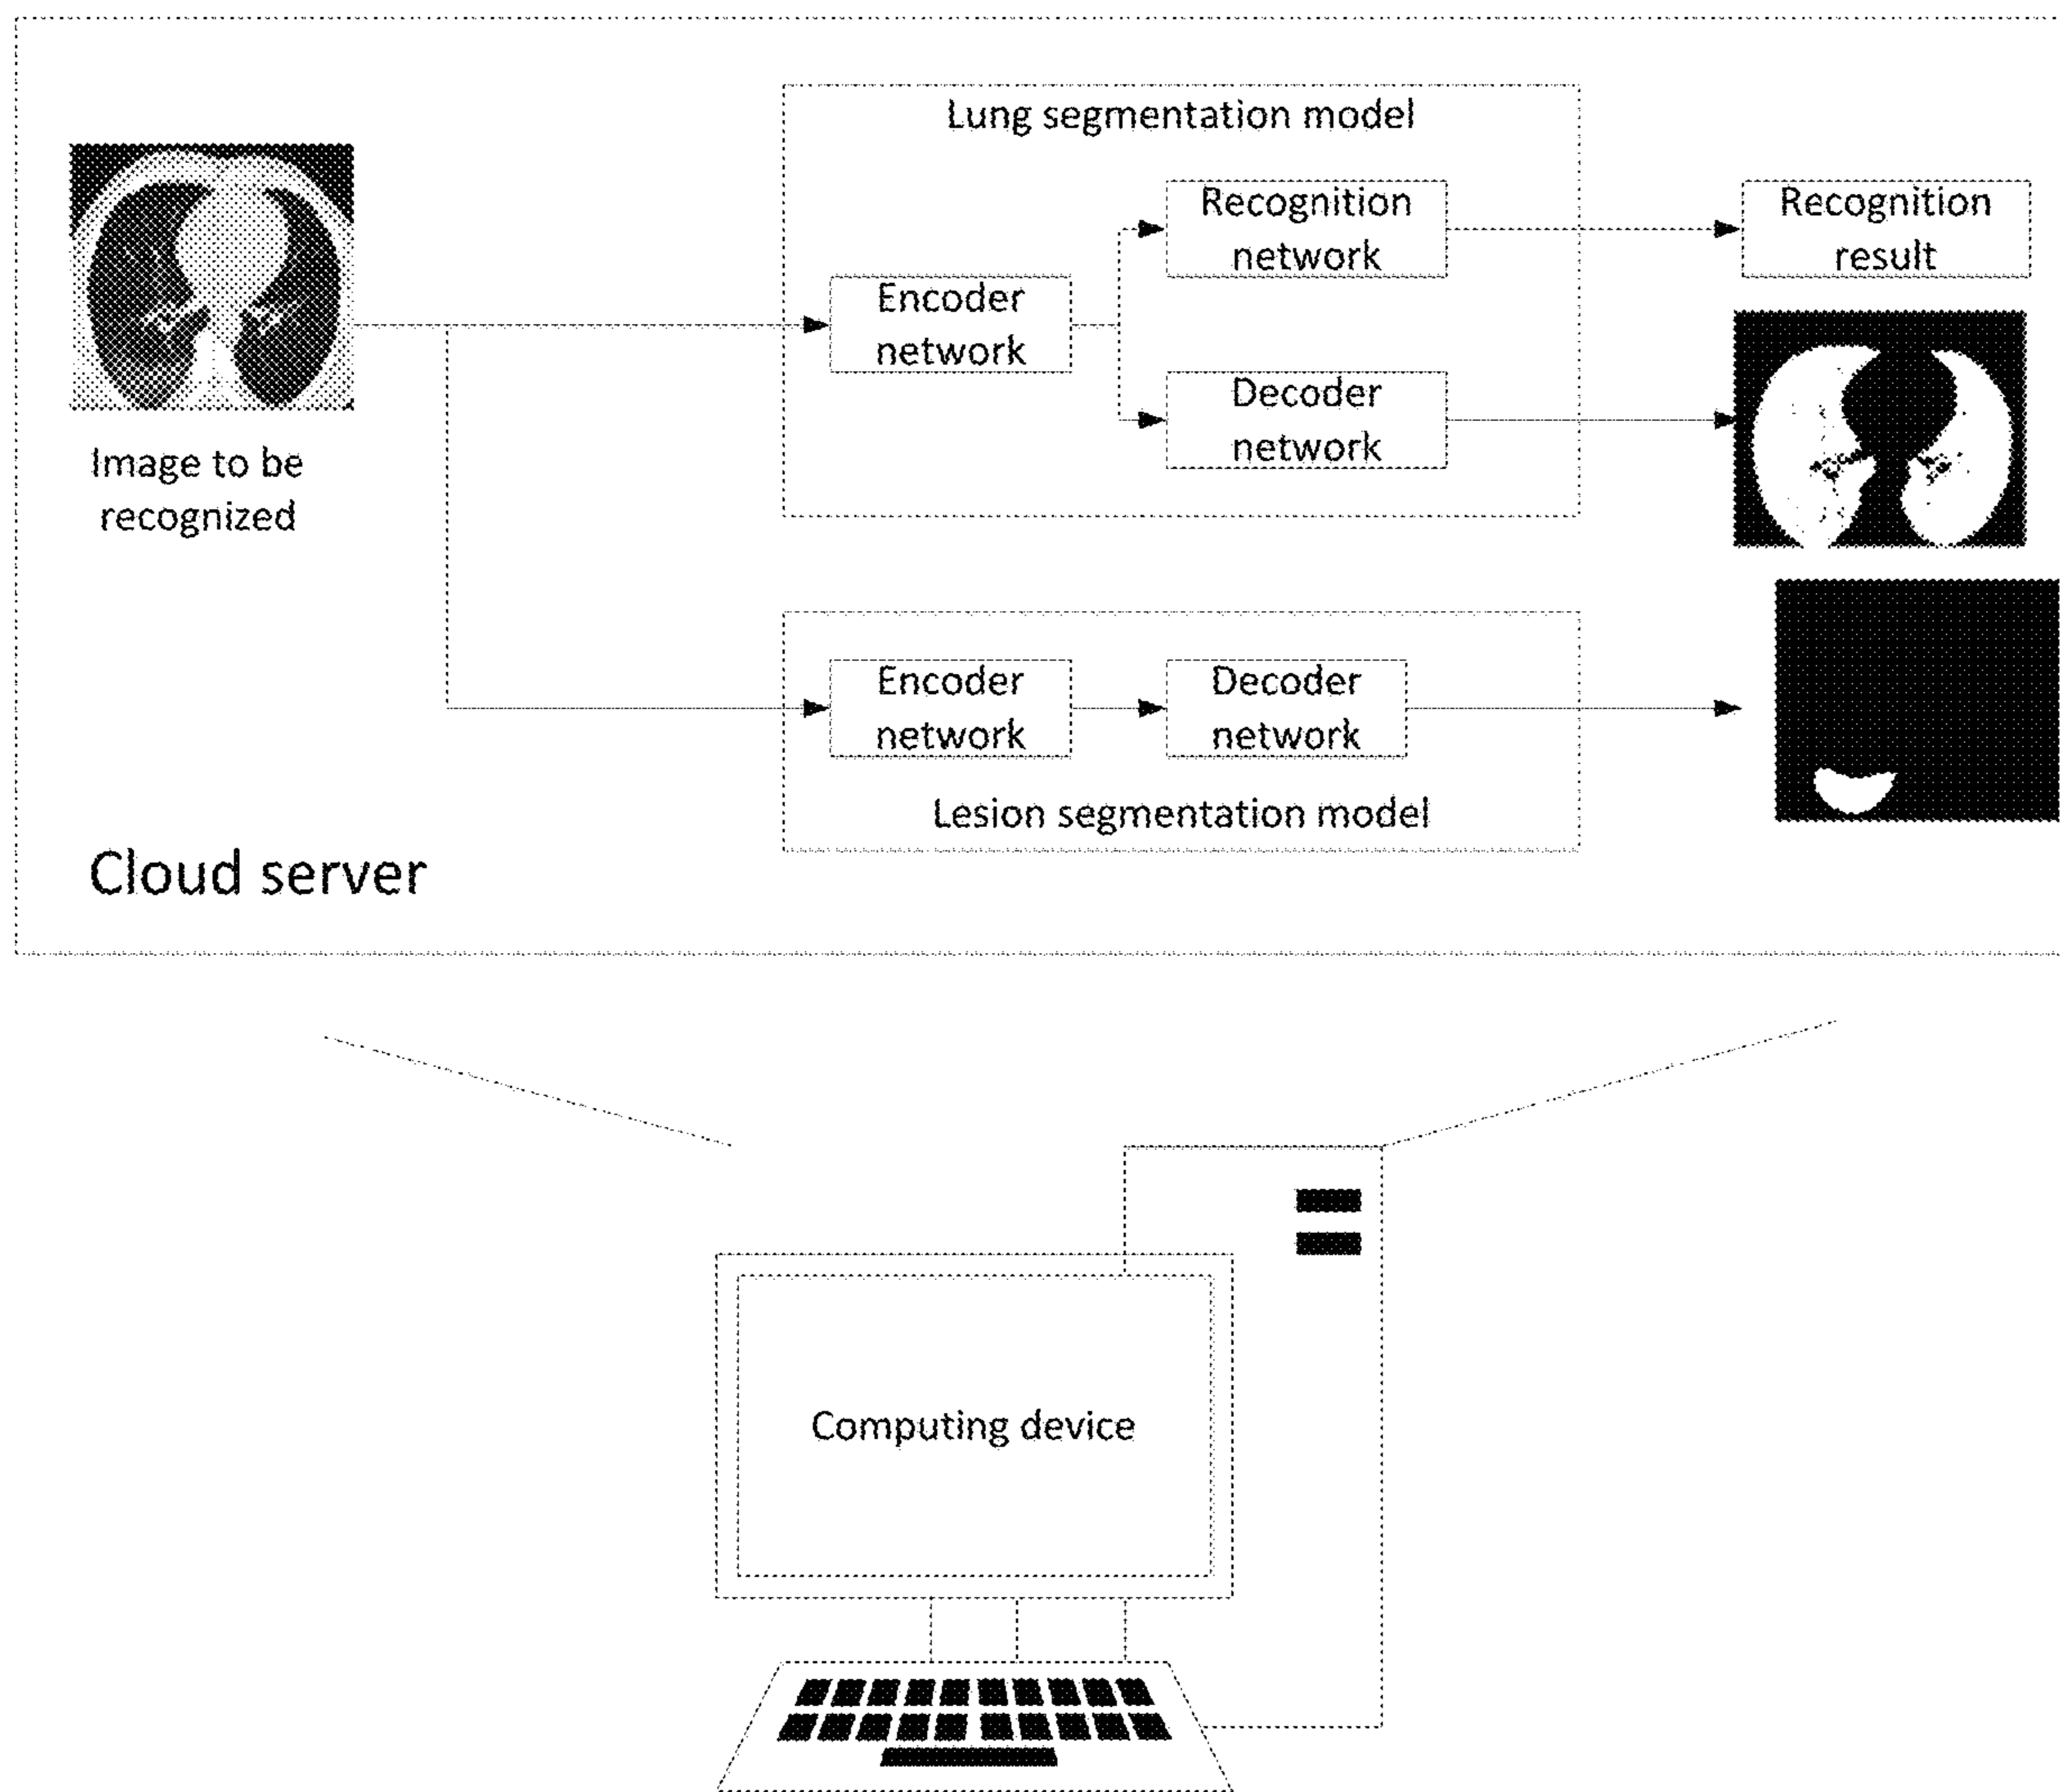 Lung segmentation model
Recognition
network
Recognition
result
Encoder
network
Decoder
network
Image to be
recognized
Encoder
network
Decoder
network
Lesion segmentation model
Cloud server
Computing device